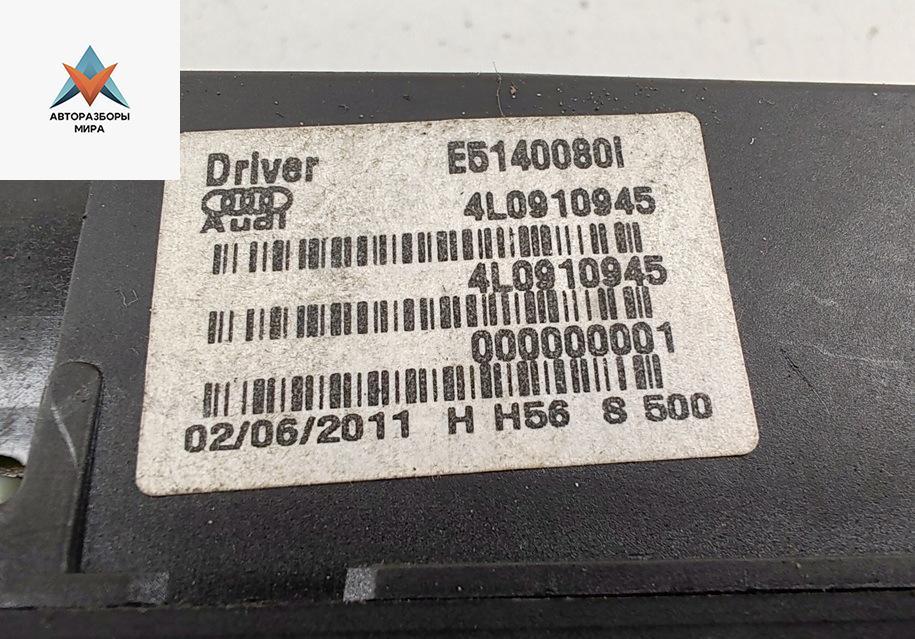 АВТОРАЗБОРЫ
МИРА
Driver E5140080I
Audi 4L0910945
4L0910945
000000001
02/06/2011 H H56 S 500